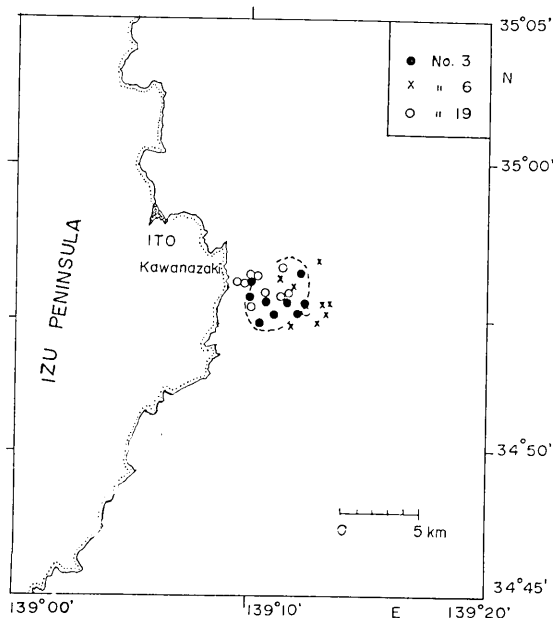 35°05'
● No. 3
x 〃 6
○ 〃 19
N
35°00'
ITO
Kawanazaki
IZU PENINSULA
34°50'
0 5 km
34°45'
139°00' 139°10' E 139°20'